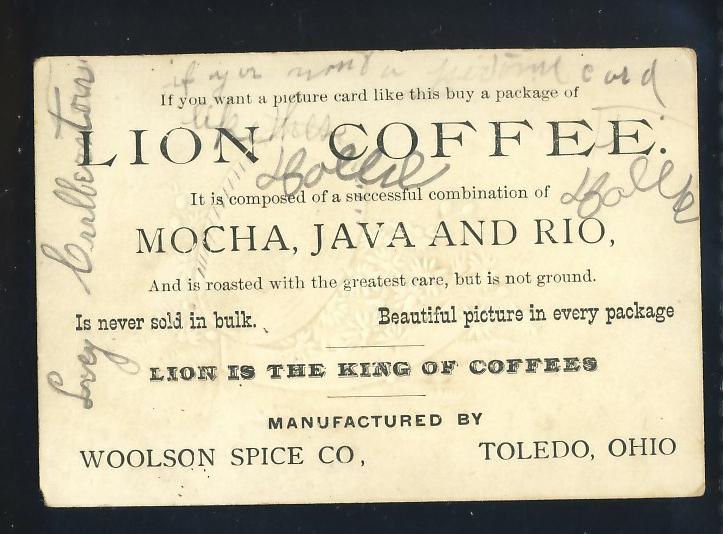 if you want a picture card
If you want a picture card like this buy a package of
like these
LION COFFEE.
Hollie
It is composed of a successful combination of
Hollie
MOCHA, JAVA AND RIO,
And is roasted with the greatest care, but is not ground.
Is never sold in bulk. Beautiful picture in every package
LION IS THE KING OF COFFEES
MANUFACTURED BY
WOOLSON SPICE CO, TOLEDO, OHIO
Culberston